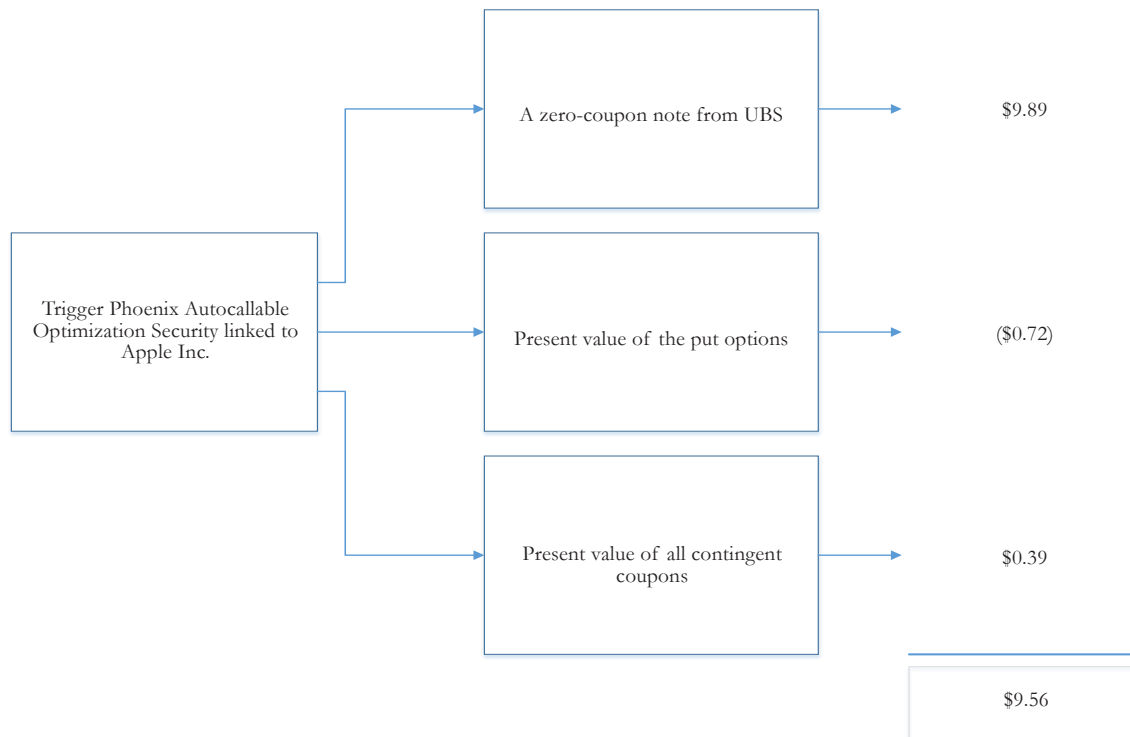 A zero-coupon note from UBS
$9.89
Trigger Phoenix Autocallable
Optimization Security linked to
Apple Inc.
Present value of the put options
($0.72)
Present value of all contingent
coupons
$0.39
$9.56